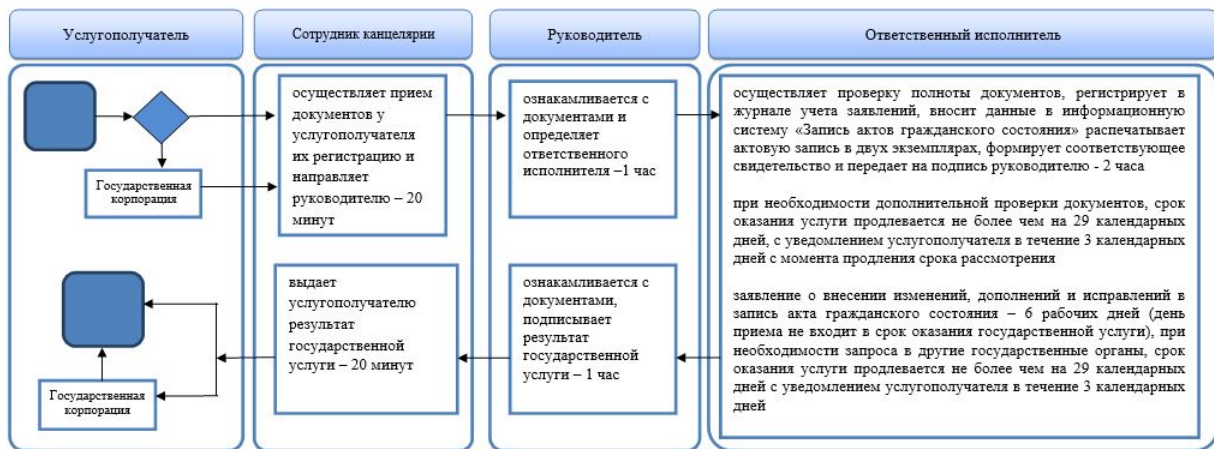 Услугополучатель
Сотрудник канцелярии
Руководитель
Ответственный исполнитель
Государственная
корпорация
осуществляет прием
документов у
услугополучателя
их регистрацию и
направляет
руководителю – 20
минут
ознакамливается с
документами и
определяет
ответственного
исполнителя –1 час
осуществляет проверку полноты документов, регистрирует в
журнале учета заявлений, вносит данные в информационную
систему «Запись актов гражданского состояния» распечатывает
актовую запись в двух экземплярах, формирует соответствующее
свидетельство и передает на подпись руководителю - 2 часа
при необходимости дополнительной проверки документов, срок
оказания услуги продлевается не более чем на 29 календарных
дней, с уведомлением услугополучателя в течение 3 календарных
дней с момента продления срока рассмотрения
заявление о внесении изменений, дополнений и исправлений в
запись акта гражданского состояния – 6 рабочих дней (день
приема не входит в срок оказания государственной услуги), при
необходимости запроса в другие государственные органы, срок
оказания услуги продлевается не более чем на 29 календарных
дней с уведомлением услугополучателя в течение 3 календарных
дней
ознакамливается с
документами,
подписывает
результат
государственной
услуги – 1 час
выдает
услугополучателю
результат
государственной
услуги – 20 минут
Государственная
корпорация